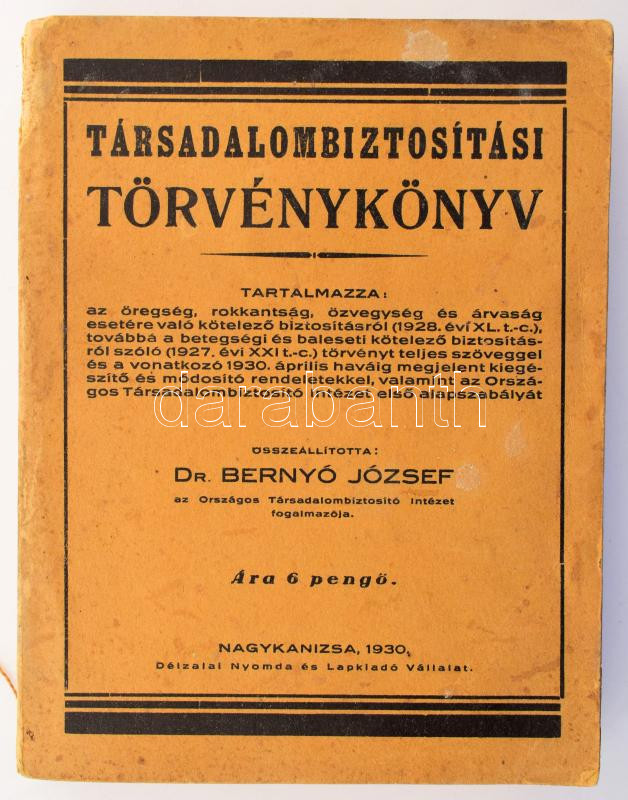 TÁRSADALOMBIZTOSÍTÁSI
TÖRVÉNYKÖNYV
TARTALMAZZA:
az öregség, rokkantság, özvegység és árvaság
esetére való kötelező biztosításról (1928. évi XL. t.-c.),
továbbá a betegségi és baleseti kötelező biztosítás-
ról szóló (1927. évi XXI t.-c.) törvényt teljes szöveggel
és a vonatkozó 1930. április haváig megjelent kiegé-
szítő és módosító rendeletekkel, valamint az Orszá-
gos Társadalombiztosító Intézet első alapszabályát
darabanth
ÖSSZEÁLLÍTOTTA:
DR. BERNYÓ JÓZSEF
az Országos Társadalombiztosító Intézet
fogalmazója.
Ára 6 pengő.
NAGYKANIZSA, 1930,
Délzalai Nyomda és Lapkiadó Vállalat.